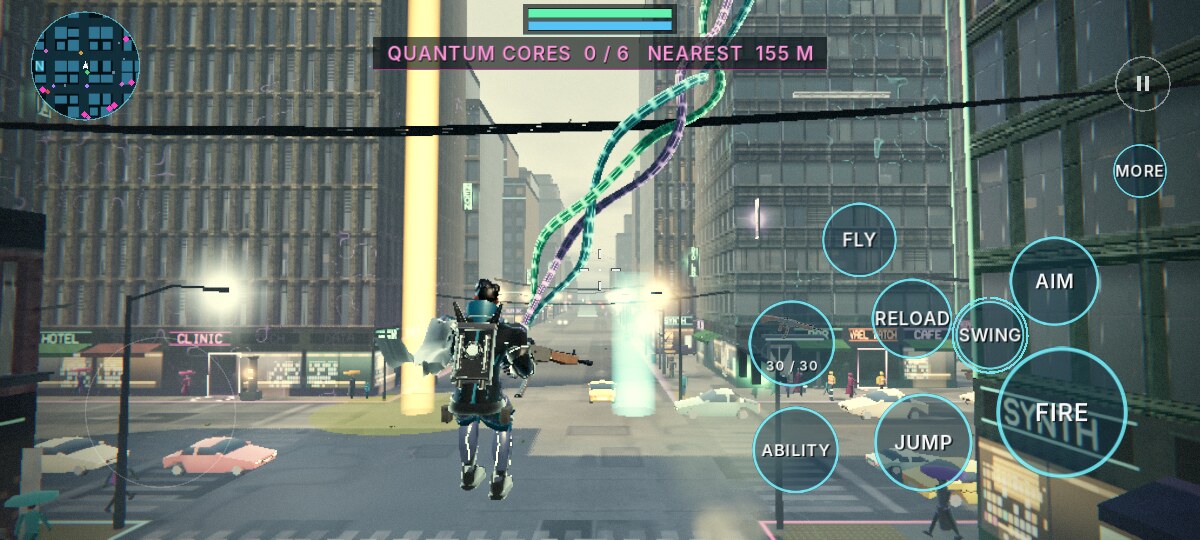 QUANTUM CORES 0 / 6 NEAREST 155 M
N
MORE
FLY
AIM
RELOAD
SWING
30 / 30
HOTEL
CLINIC
CAFE
FIRE
SYNTH
JUMP
ABILITY